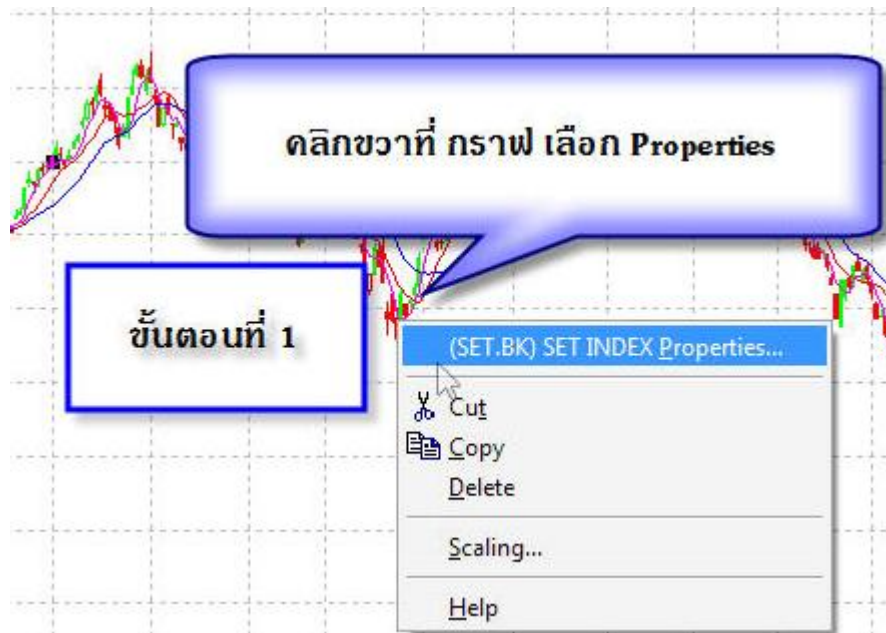 คลิกขวาที่ กราฟ เลือก Properties
ขั้นตอนที่ 1
(SET.BK) SET INDEX Properties...
Cut
Copy
Delete
Scaling...
Help